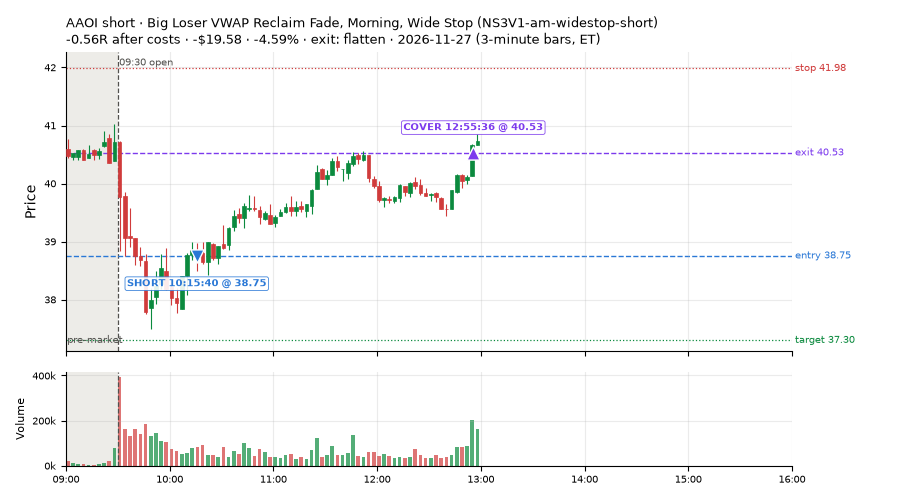 AAOI short · Big Loser VWAP Reclaim Fade, Morning, Wide Stop (NS3V1-am-widestop-short)
-0.56R after costs · -$19.58 · -4.59% · exit: flatten · 2026-11-27 (3-minute bars, ET)
09:30 open
42
stop 41.98
41
COVER 12:55:36 @ 40.53
exit 40.53
40
Price
39
entry 38.75
SHORT 10:15:40 @ 38.75
38
pre-market
target 37.30
400k
Volume
200k
0k
09:00 10:00 11:00 12:00 13:00 14:00 15:00 16:00